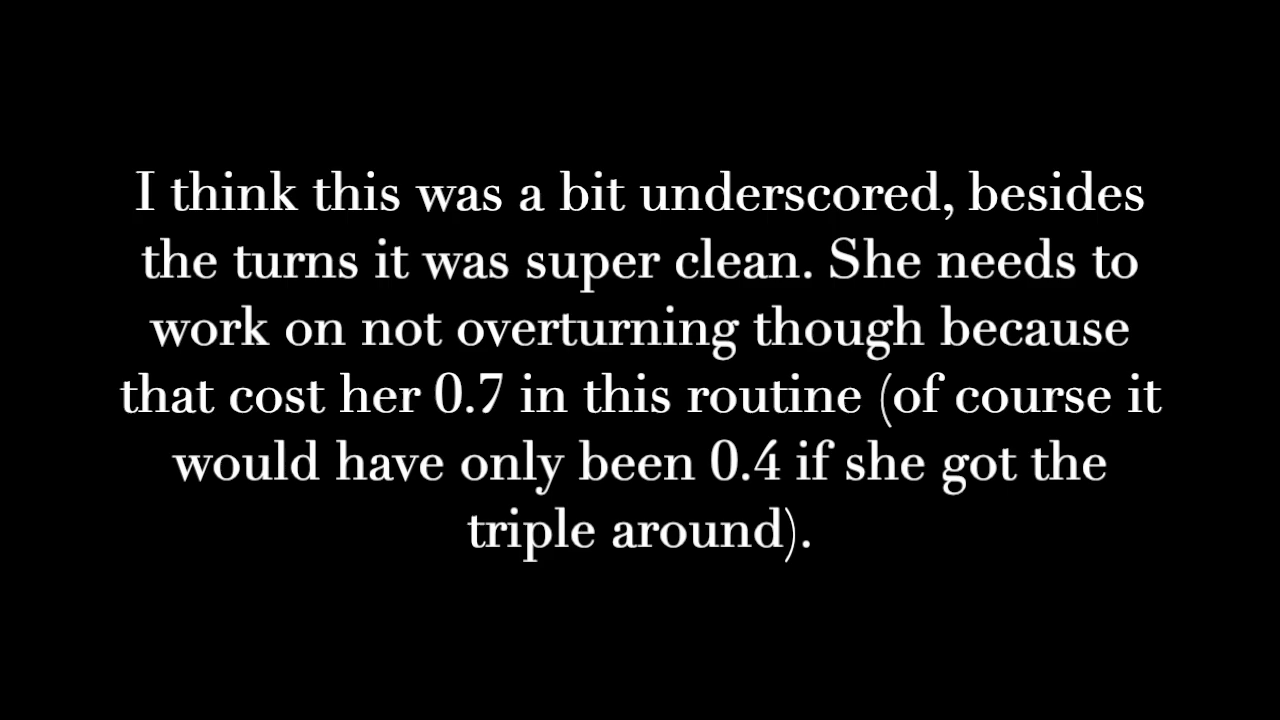 I think this was a bit underscored, besides
the turns it was super clean. She needs to
work on not overturning though because
that cost her 0.7 in this routine (of course it
would have only been 0.4 if she got the
triple around).